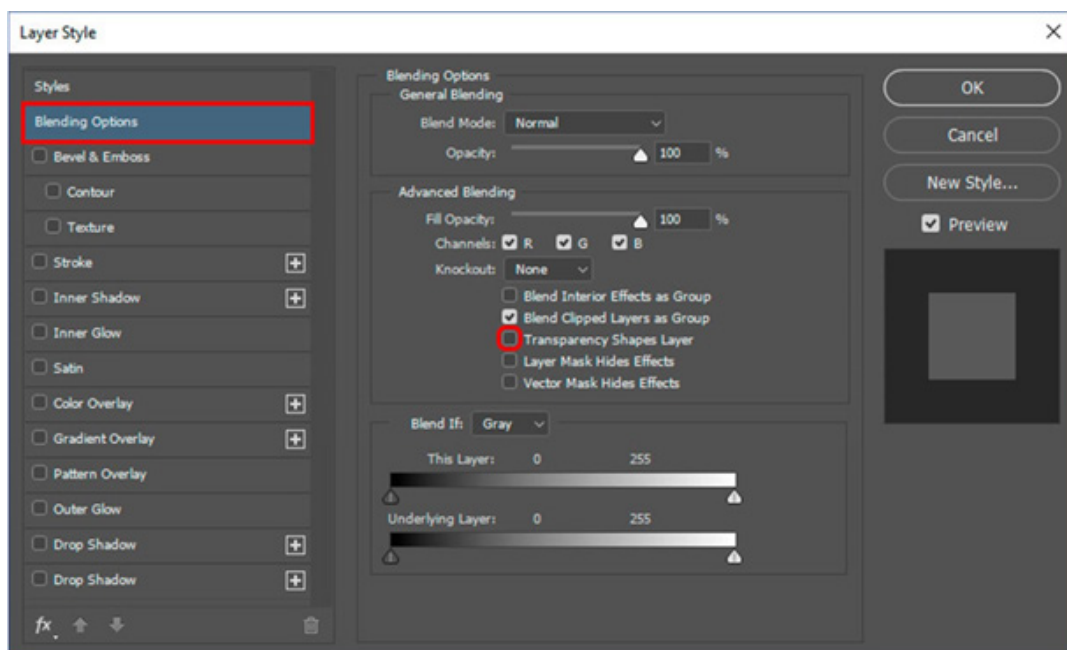 Layer Style
Styles
Blending Options
Bevel & Emboss
Contour
Texture
Stroke
Inner Shadow
Inner Glow
Satin
Color Overlay
Gradient Overlay
Pattern Overlay
Outer Glow
Drop Shadow
Drop Shadow
fx
Blending Options
General Blending
Blend Mode: Normal
Opacity: 100 %
Advanced Blending
Fill Opacity: 100 %
Channels: R G B
Knockout: None
Blend Interior Effects as Group
Blend Clipped Layers as Group
Transparency Shapes Layer
Layer Mask Hides Effects
Vector Mask Hides Effects
Blend If: Gray
This Layer: 0 255
Underlying Layer: 0 255
OK
Cancel
New Style...
Preview